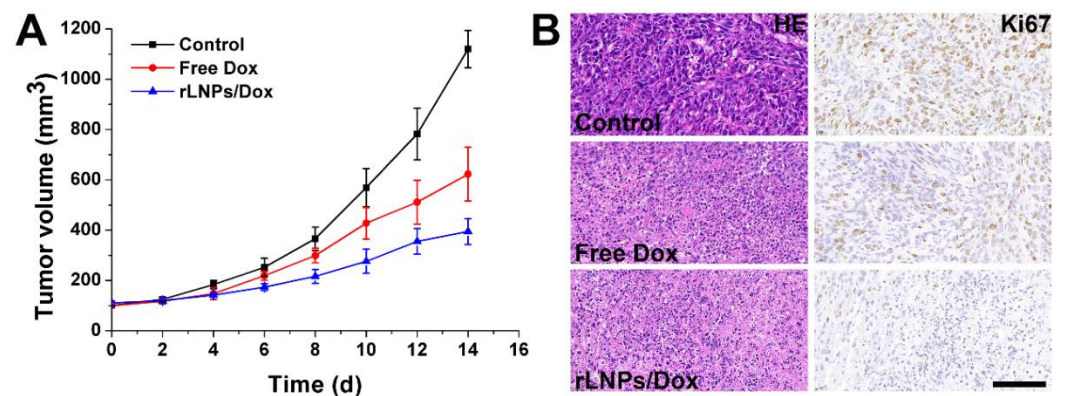 A
Control
Free Dox
rLNPs/Dox
Tumor volume (mm³)
1200
1000
800
600
400
200
0
0 2 4 6 8 10 12 14 16
Time (d)
B
HE
Ki67
Control
Free Dox
rLNPs/Dox